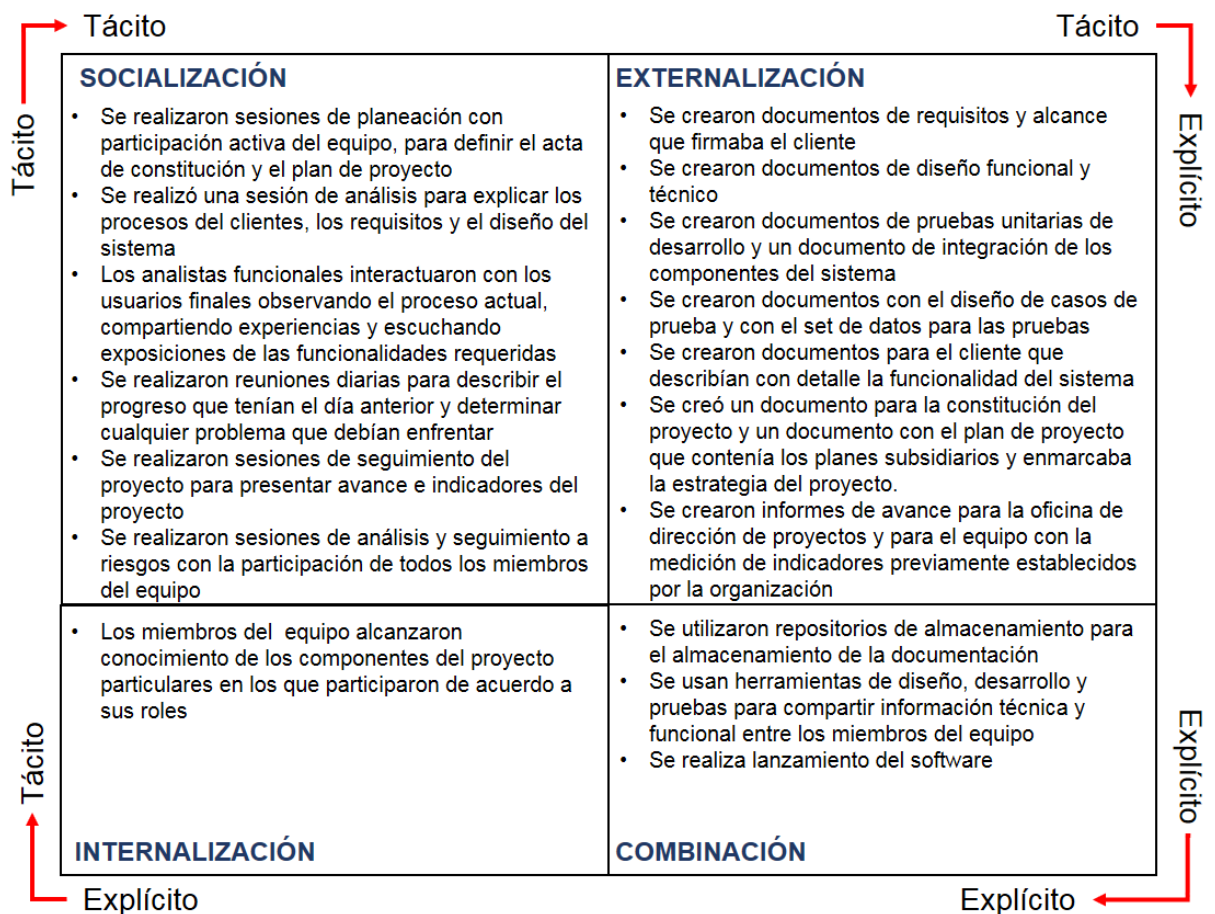 Tácito
Tácito
Tácito
Explícito
SOCIALIZACIÓN
• Se realizaron sesiones de planeación con
participación activa del equipo, para definir el acta
de constitución y el plan de proyecto
• Se realizó una sesión de análisis para explicar los
procesos del clientes, los requisitos y el diseño del
sistema
• Los analistas funcionales interactuaron con los
usuarios finales observando el proceso actual,
compartiendo experiencias y escuchando
exposiciones de las funcionalidades requeridas
• Se realizaron reuniones diarias para describir el
progreso que tenían el día anterior y determinar
cualquier problema que debían enfrentar
• Se realizaron sesiones de seguimiento del
proyecto para presentar avance e indicadores del
proyecto
• Se realizaron sesiones de análisis y seguimiento a
riesgos con la participación de todos los miembros
del equipo
EXTERNALIZACIÓN
• Se crearon documentos de requisitos y alcance
que firmaba el cliente
• Se crearon documentos de diseño funcional y
técnico
• Se crearon documentos de pruebas unitarias de
desarrollo y un documento de integración de los
componentes del sistema
• Se crearon documentos con el diseño de casos de
prueba y con el set de datos para las pruebas
• Se crearon documentos para el cliente que
describían con detalle la funcionalidad del sistema
• Se creó un documento para la constitución del
proyecto y un documento con el plan de proyecto
que contenía los planes subsidiarios y enmarcaba
la estrategia del proyecto.
• Se crearon informes de avance para la oficina de
dirección de proyectos y para el equipo con la
medición de indicadores previamente establecidos
por la organización
• Los miembros del equipo alcanzaron
conocimiento de los componentes del proyecto
particulares en los que participaron de acuerdo a
sus roles
INTERNALIZACIÓN
• Se utilizaron repositorios de almacenamiento para
el almacenamiento de la documentación
• Se usan herramientas de diseño, desarrollo y
pruebas para compartir información técnica y
funcional entre los miembros del equipo
• Se realiza lanzamiento del software
COMBINACIÓN
Tácito
Explícito
Explícito
Explícito